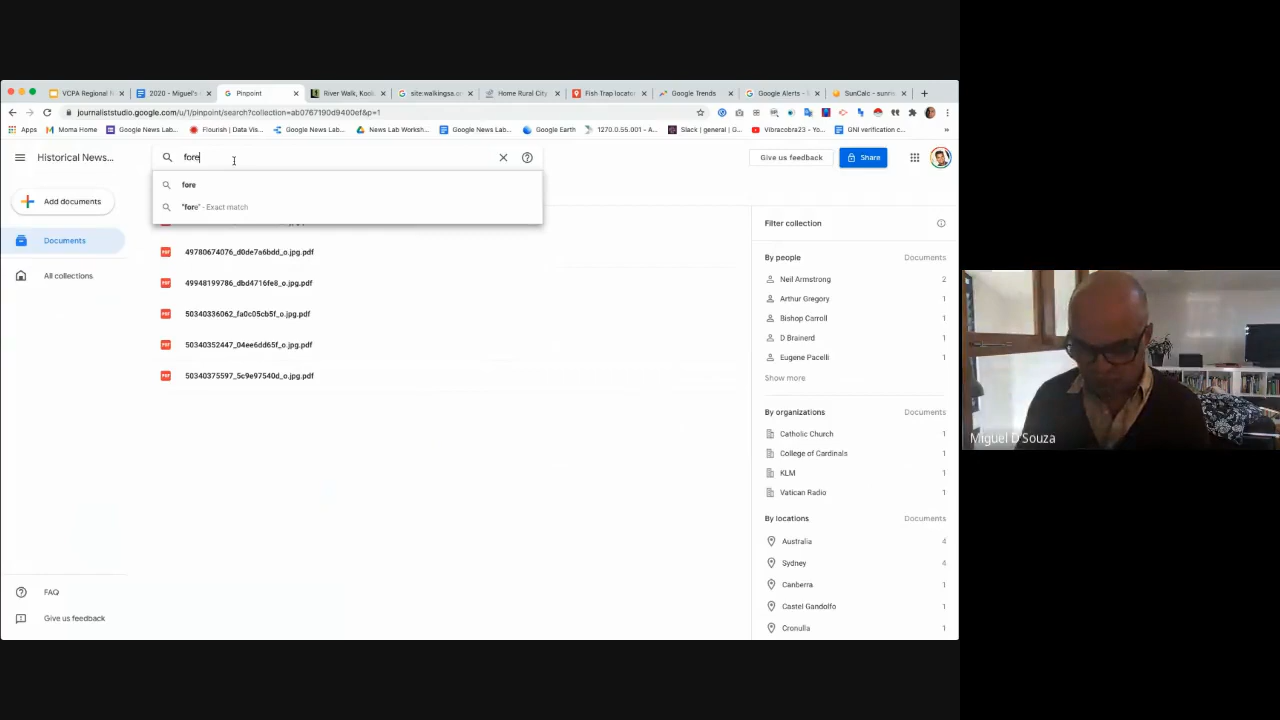 VCPA Regional R
2020 - Miguel's
Pinpoint
River Walk, Kook
site:walkingsa.or
Home Rural City
Fish Trap locato
Google Trends
Google Alerts -
SunCalc - sunri
journaliststudio.google.com/u/1/pinpoint/search?collection=ab0767190d9400ef&p=1
Apps
Moma Home
Google News Lab...
Flourish | Data Vis...
Google News Lab...
News Lab Worksh...
Google News Lab...
Google Earth
1270.0.55.001 - Au...
Slack | general | G...
Vibracobra23 - Yo...
GNI verification c...
»
Historical News...
fore
Give us feedback
Share
Add documents
fore
"fore" - Exact match
Documents
All collections
49780674076_d0de7a6bdd_o.jpg.pdf
49948199786_dbd4716fe8_o.jpg.pdf
50340336062_fa0c05cb5f_o.jpg.pdf
50340352447_04ee6dd65f_o.jpg.pdf
50340375597_5c9e97540d_o.jpg.pdf
Filter collection
By people Documents
Neil Armstrong 2
Arthur Gregory 1
Bishop Carroll 1
D Brainerd 1
Eugene Pacelli 1
Show more
By organizations Documents
Catholic Church 1
College of Cardinals 1
KLM 1
Vatican Radio 1
By locations Documents
Australia 4
Sydney 4
Canberra 1
Castel Gandolfo 1
Cronulla 1
FAQ
Give us feedback
Miguel D Souza